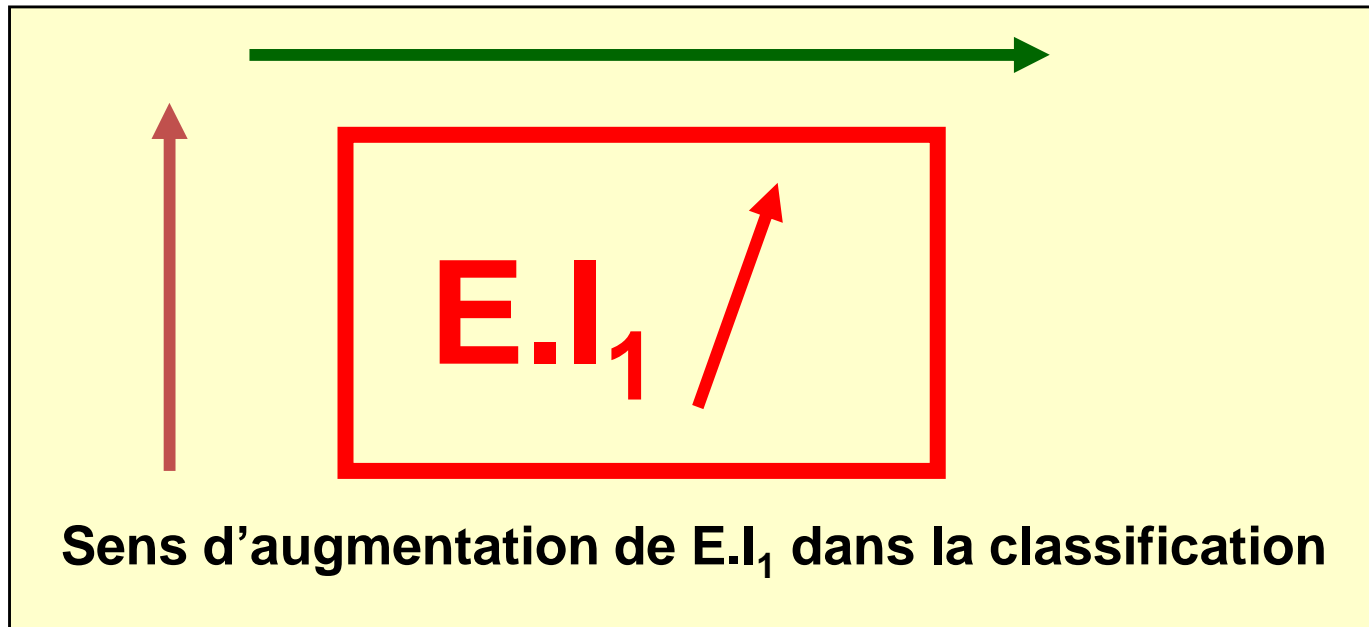 E.I₁
Sens d’augmentation de E.I₁ dans la classification